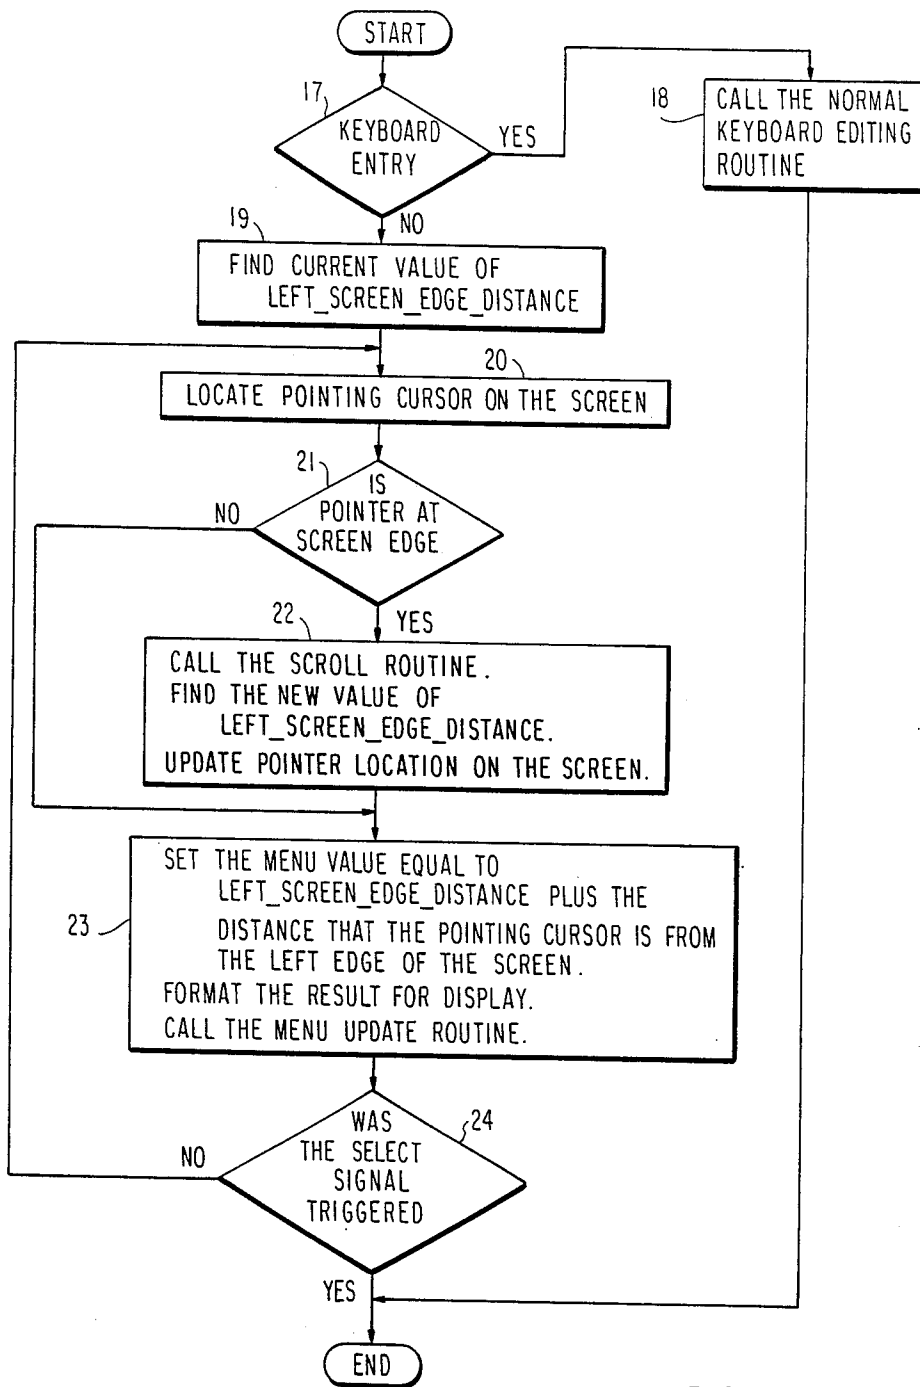 START
17
KEYBOARD
ENTRY
YES
18
CALL THE NORMAL
KEYBOARD EDITING
ROUTINE
NO
19
FIND CURRENT VALUE OF
LEFT_SCREEN_EDGE_DISTANCE
20
LOCATE POINTING CURSOR ON THE SCREEN
21
IS
POINTER AT
SCREEN EDGE
NO
YES
22
CALL THE SCROLL ROUTINE.
FIND THE NEW VALUE OF
LEFT_SCREEN_EDGE_DISTANCE.
UPDATE POINTER LOCATION ON THE SCREEN.
23
SET THE MENU VALUE EQUAL TO
LEFT_SCREEN_EDGE_DISTANCE PLUS THE
DISTANCE THAT THE POINTING CURSOR IS FROM
THE LEFT EDGE OF THE SCREEN.
FORMAT THE RESULT FOR DISPLAY.
CALL THE MENU UPDATE ROUTINE.
24
WAS
THE SELECT
SIGNAL
TRIGGERED
NO
YES
END